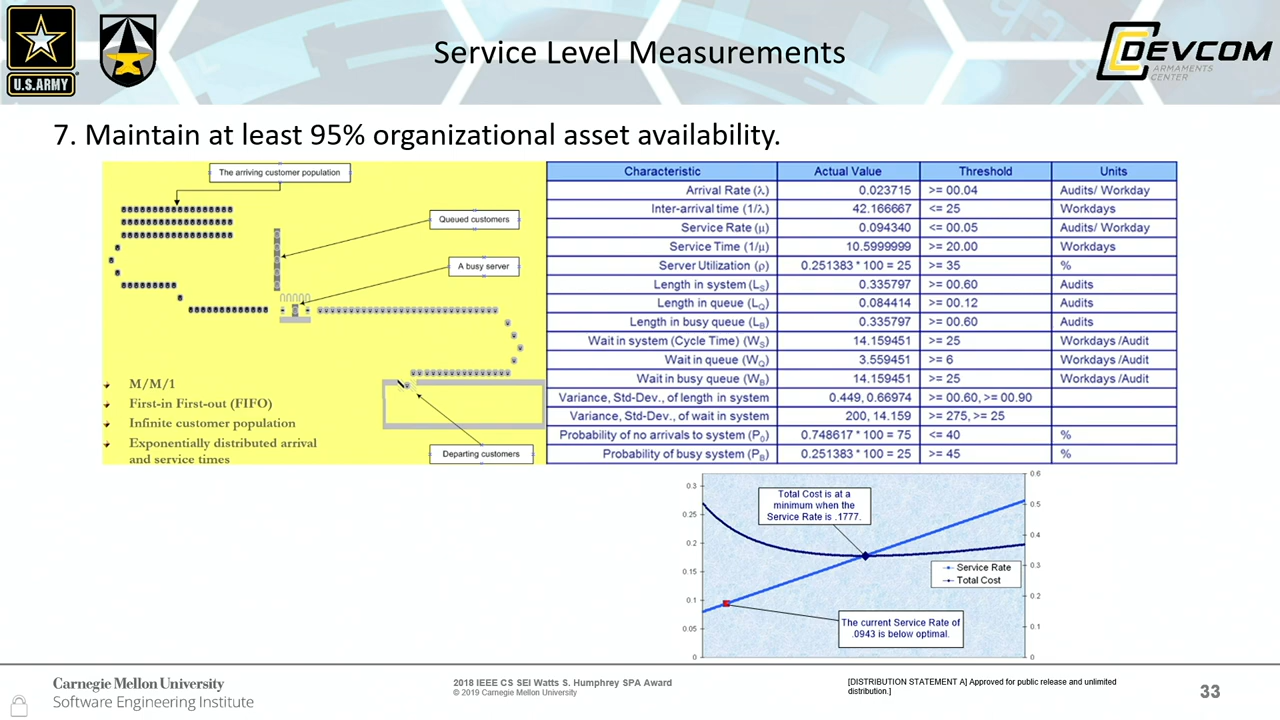 U.S.ARMY
Service Level Measurements
DEVCOM
ARMAMENTS
CENTER
7. Maintain at least 95% organizational asset availability.
The arriving customer population
Queued customers
A busy server
Departing customers
M/M/1
First-in First-out (FIFO)
Infinite customer population
Exponentially distributed arrival
and service times
Characteristic Actual Value Threshold Units
Arrival Rate (λ) 0.023715 >= 00.04 Audits/ Workday
Inter-arrival time (1/λ) 42.166667 <= 25 Workdays
Service Rate (μ) 0.094340 <= 00.05 Audits/ Workday
Service Time (1/μ) 10.5999999 >= 20.00 Workdays
Server Utilization (ρ) 0.251383 * 100 = 25 >= 35 %
Length in system (LS) 0.335797 >= 00.60 Audits
Length in queue (LQ) 0.084414 >= 00.12 Audits
Length in busy queue (LB) 0.335797 >= 00.60 Audits
Wait in system (Cycle Time) (WS) 14.159451 >= 25 Workdays /Audit
Wait in queue (WQ) 3.559451 >= 6 Workdays /Audit
Wait in busy queue (WB) 14.159451 >= 25 Workdays /Audit
Variance, Std-Dev., of length in system 0.449, 0.66974 >= 00.60, >= 00.90
Variance, Std-Dev., of wait in system 200, 14.159 >= 275, >= 25
Probability of no arrivals to system (P0) 0.748617 * 100 = 75 <= 40 %
Probability of busy system (PB) 0.251383 * 100 = 25 >= 45 %
0.3
0.25
0.2
0.15
0.1
0.05
0
Total Cost is at a
minimum when the
Service Rate is .1777.
Service Rate
Total Cost
The current Service Rate of
.0943 is below optimal.
0.6
0.5
0.4
0.3
0.2
0.1
0
Carnegie Mellon University
Software Engineering Institute
2018 IEEE CS SEI Watts S. Humphrey SPA Award
© 2019 Carnegie Mellon University
[DISTRIBUTION STATEMENT A] Approved for public release and unlimited
distribution.]
33